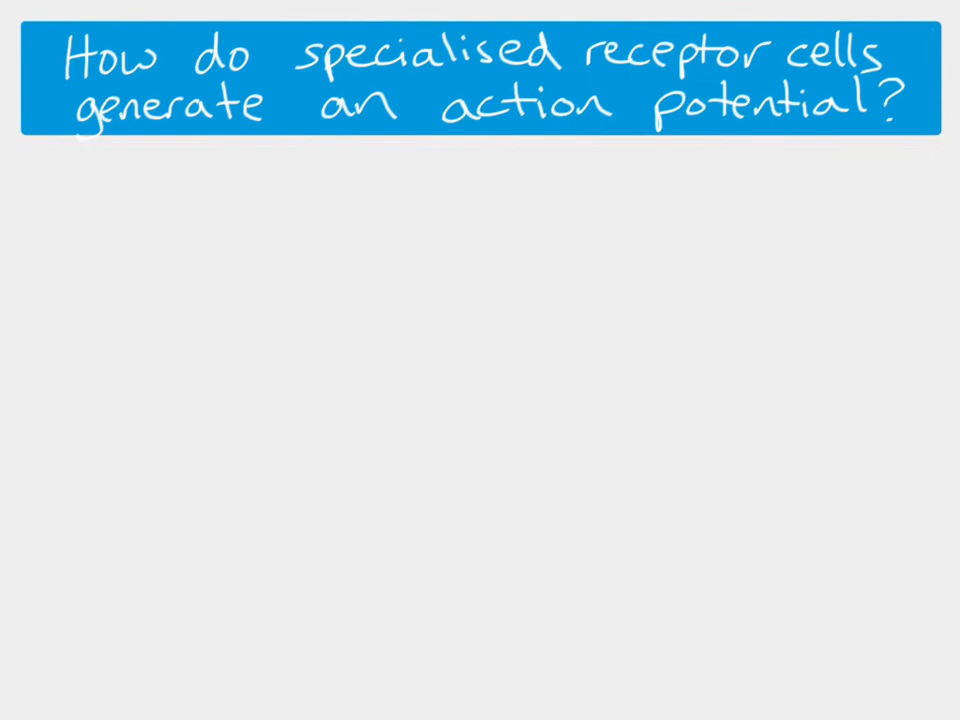 How do specialised receptor cells
generate an action potential?